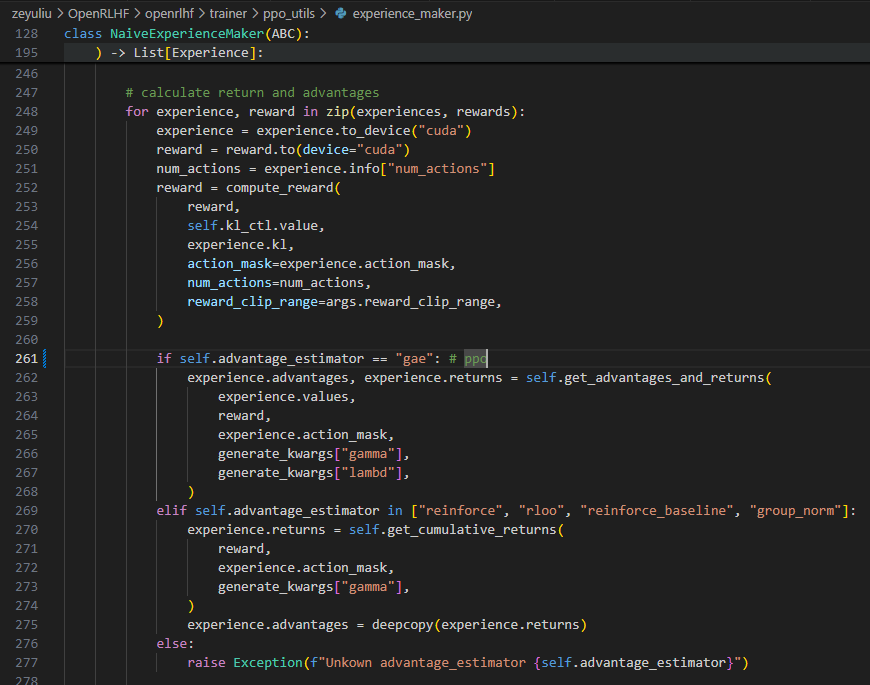 zeyuliu > OpenRLHF > openrlhf > trainer > ppo_utils > experience_maker.py
128 class NaiveExperienceMaker(ABC):
195     ) -> List[Experience]:
246
247         # calculate return and advantages
248         for experience, reward in zip(experiences, rewards):
249             experience = experience.to_device("cuda")
250             reward = reward.to(device="cuda")
251             num_actions = experience.info["num_actions"]
252             reward = compute_reward(
253                 reward,
254                 self.kl_ctl.value,
255                 experience.kl,
256                 action_mask=experience.action_mask,
257                 num_actions=num_actions,
258                 reward_clip_range=args.reward_clip_range,
259             )
260
261             if self.advantage_estimator == "gae": # ppo
262                 experience.advantages, experience.returns = self.get_advantages_and_returns(
263                     experience.values,
264                     reward,
265                     experience.action_mask,
266                     generate_kwargs["gamma"],
267                     generate_kwargs["lambd"],
268                 )
269             elif self.advantage_estimator in ["reinforce", "rloo", "reinforce_baseline", "group_norm"]:
270                 experience.returns = self.get_cumulative_returns(
271                     reward,
272                     experience.action_mask,
273                     generate_kwargs["gamma"],
274                 )
275                 experience.advantages = deepcopy(experience.returns)
276             else:
277                 raise Exception(f"Unkown advantage_estimator {self.advantage_estimator}")
278